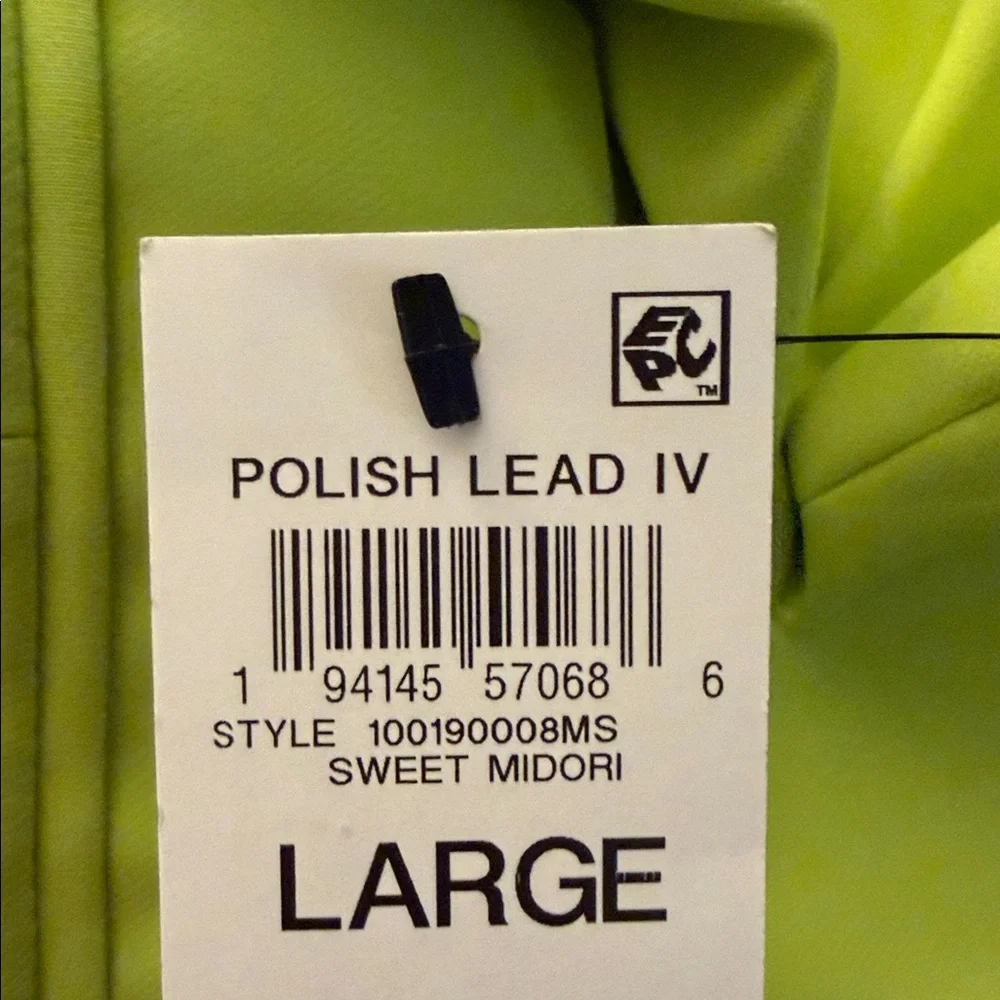 EPC TM
POLISH LEAD IV
1 94145 57068 6
STYLE 100190008MS
SWEET MIDORI
LARGE